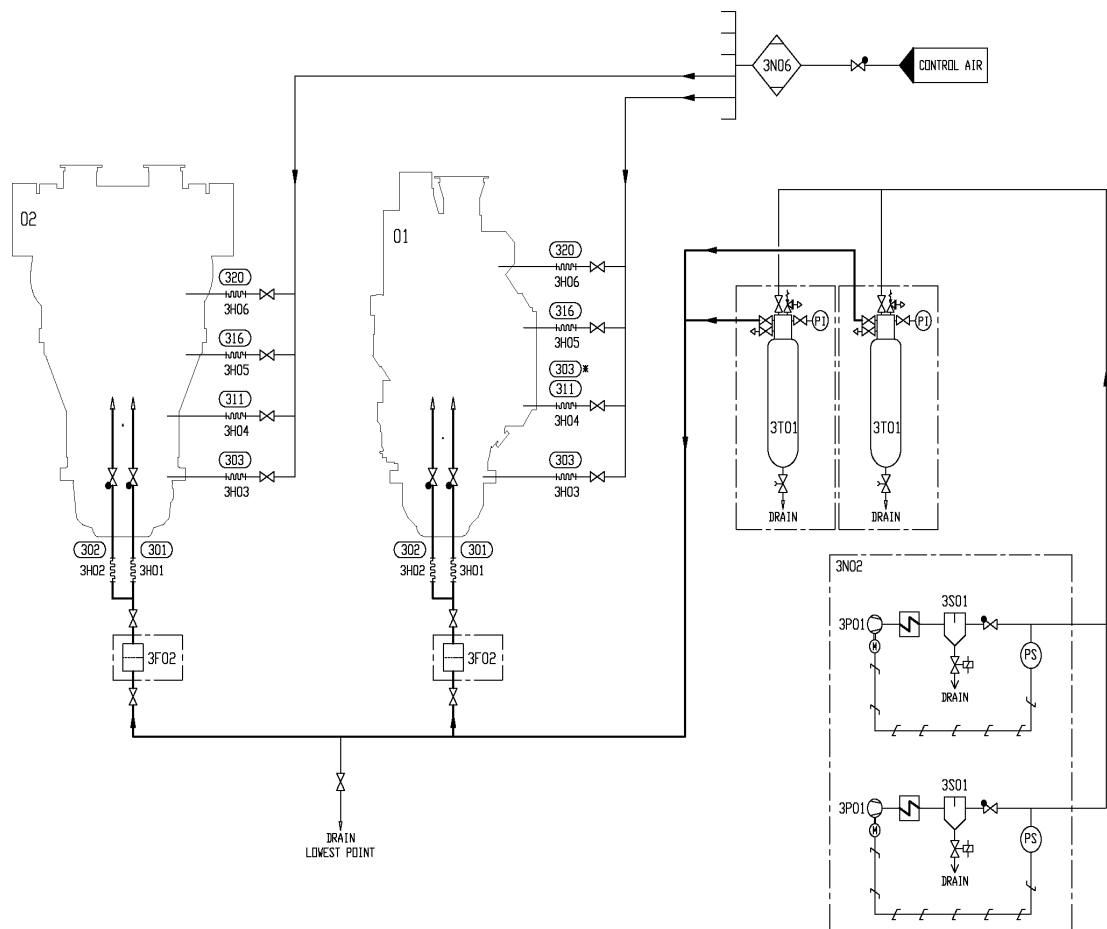 3N06
CONTROL AIR
02
01
320
3H06
316
3H05
311
3H04
303
3H03
320
3H06
316
3H05
303*
311
3H04
303
3H03
PI
PI
3T01
3T01
DRAIN
DRAIN
302
301
3H02
3H01
302
301
3H02
3H01
3F02
3F02
DRAIN
LOWEST POINT
3N02
3S01
3P01
M
PS
DRAIN
3S01
3P01
M
PS
DRAIN